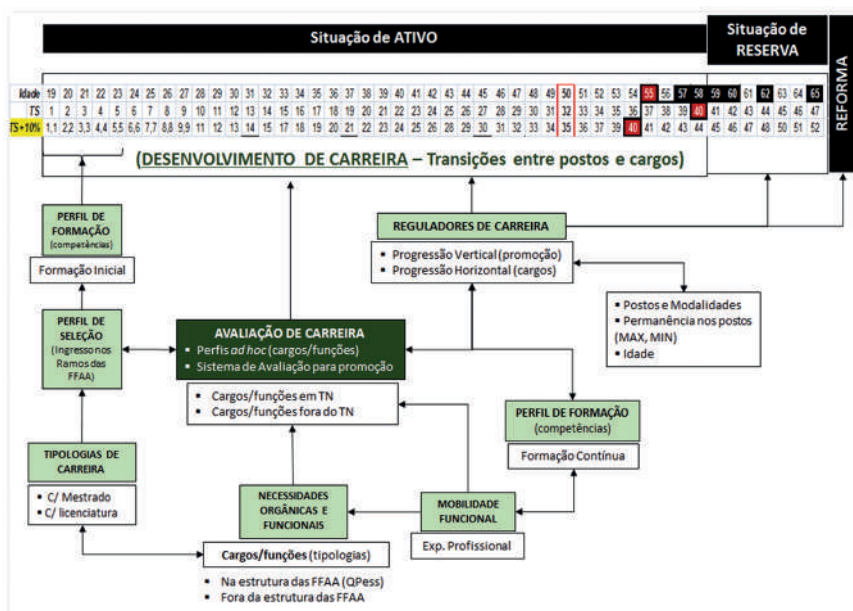 Situação de ATIVO
Situação de
RESERVA
REFORMA
Idade 19 20 21 22 23 24 25 26 27 28 29 30 31 32 33 34 35 36 37 38 39 40 41 42 43 44 45 46 47 48 49 50 51 52 53 54 55 56 57 58 59 60 61 62 63 64 65
TS 1 2 3 4 5 6 7 8 9 10 11 12 13 14 15 16 17 18 19 20 21 22 23 24 25 26 27 28 29 30 31 32 33 34 35 36 37 38 39 40 41 42 43 44 45 46 47
TS+10% 1,1 2,2 3,3 4,4 5,5 6,6 7,7 8,8 9,9 11 12 13 14 15 16 17 18 19 20 21 22 23 24 25 26 27 28 29 30 31 32 33 34 35 36 37 39 40 41 42 43 44 45 46 47 48 50 51 52
(DESENVOLVIMENTO DE CARREIRA – Transições entre postos e cargos)
PERFIL DE
FORMAÇÃO
(competências)
Formação Inicial
REGULADORES DE CARREIRA
▪ Progressão Vertical (promoção)
▪ Progressão Horizontal (cargos)
▪ Postos e Modalidades
▪ Permanência nos postos
(MAX, MIN)
▪ Idade
PERFIL DE
SELEÇÃO
(Ingresso nos
Ramos das
FFAA)
AVALIAÇÃO DE CARREIRA
▪ Perfis ad hoc (cargos/funções)
▪ Sistema de Avaliação para promoção
▪ Cargos/funções em TN
▪ Cargos/funções fora do TN
PERFIL DE FORMAÇÃO
(competências)
Formação Contínua
TIPOLOGIAS DE
CARREIRA
▪ C/ Mestrado
▪ C/ licenciatura
NECESSIDADES
ORGÂNICAS E
FUNCIONAIS
MOBILIDADE
FUNCIONAL
Exp. Profissional
Cargos/funções (tipologias)
▪ Na estrutura das FFAA (QPess)
▪ Fora da estrutura das FFAA